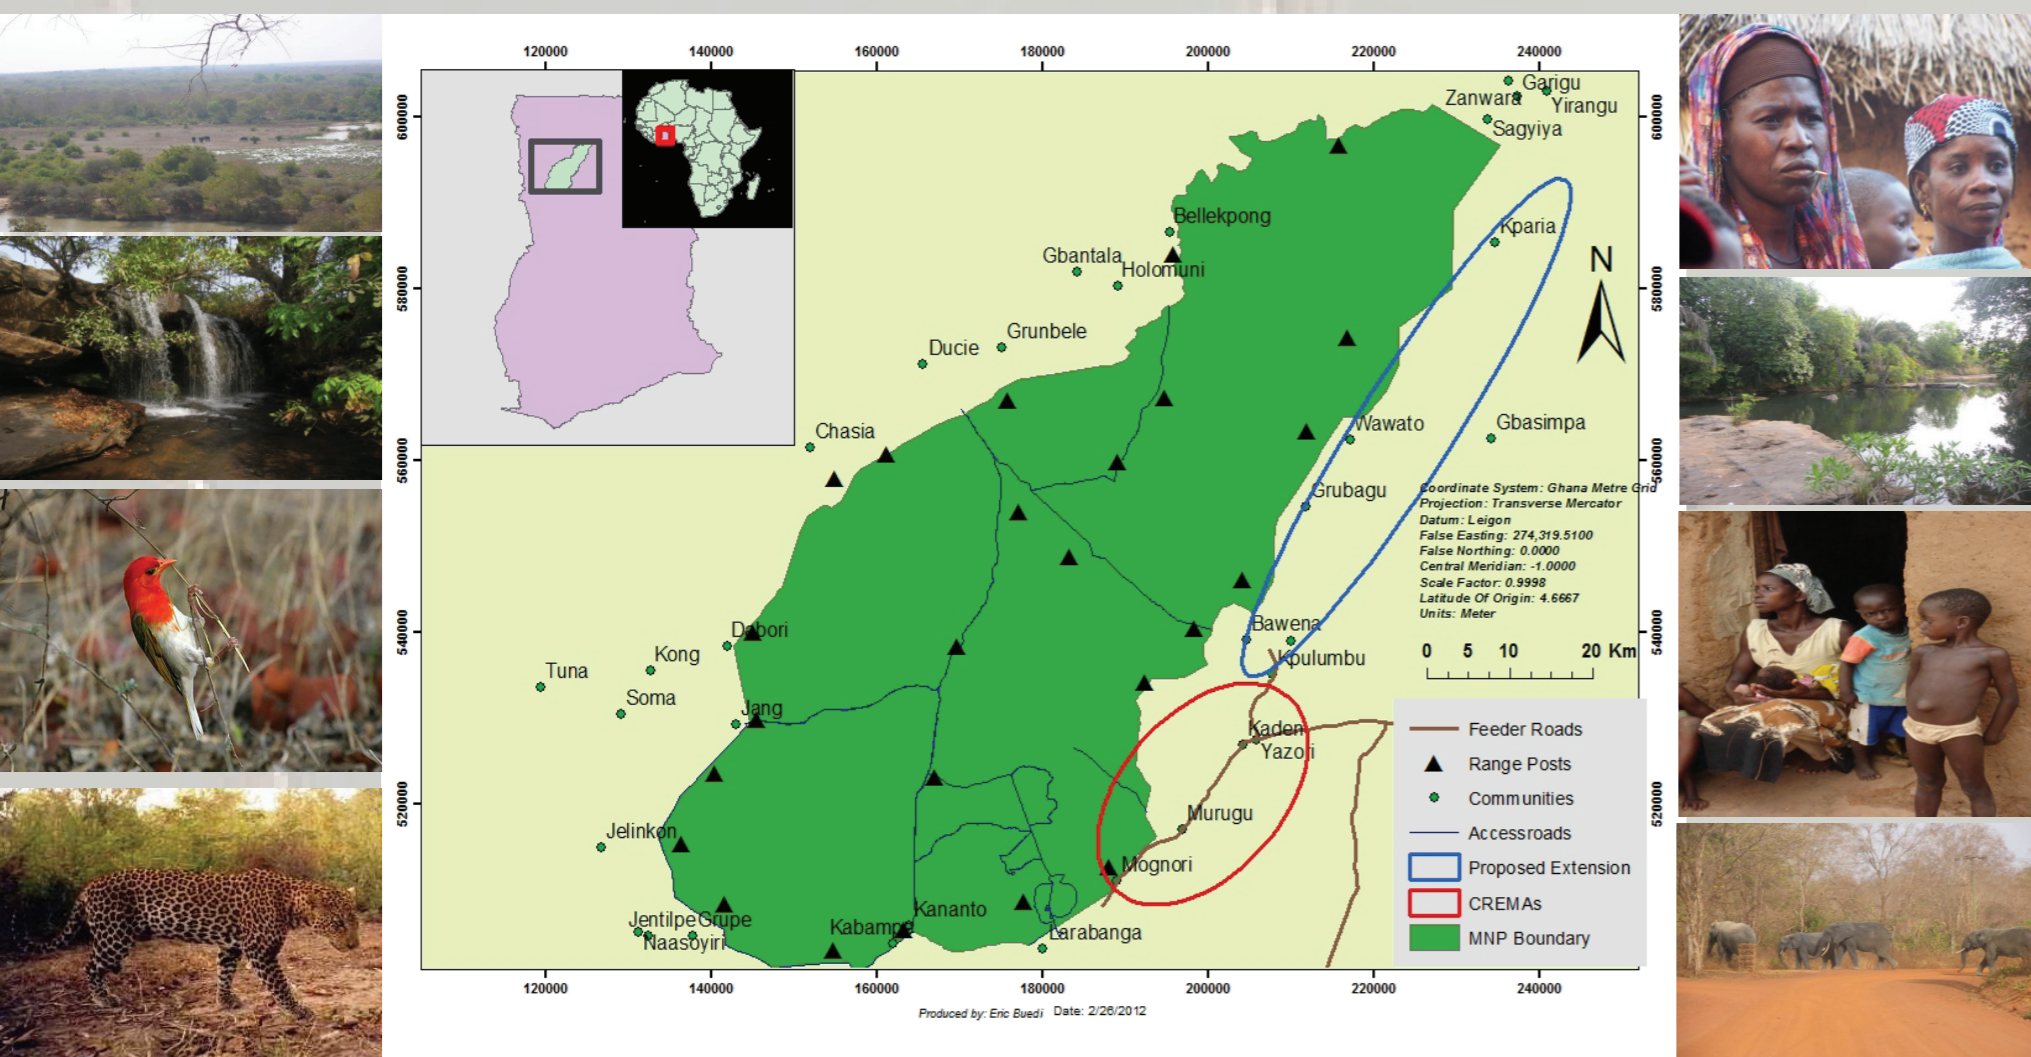 120000 140000 160000 180000 200000 220000 240000
600000
580000
560000
540000
520000
600000
580000
560000
540000
520000
Garigu
Zanwara
Yirangu
Sagyiya
Bellekpong
Kparia
Gbantala
Holomuni
Grunbele
Ducie
Chasia
Wawato
Gbasimpa
Grubagu
N
Coordinate System: Ghana Metre Grid
Projection: Transverse Mercator
Datum: Leigon
False Easting: 274,319.5100
False Northing: 0.0000
Central Meridian: -1.0000
Scale Factor: 0.9998
Latitude Of Origin: 4.6667
Units: Meter
0 5 10 20 Km
Dabori
Bawena
Kong
Kpulumbu
Tuna
Soma
Jang
Kaden
Yazori
Murugu
Jelinkon
Mognori
Jentilpe Grupe
Naasoyiri
Kananto
Kabampe
Larabanga
Feeder Roads
Range Posts
Communities
Accessroads
Proposed Extension
CREMAs
MNP Boundary
120000 140000 160000 180000 200000 220000 240000
Produced by: Eric Buedi Date: 2/26/2012